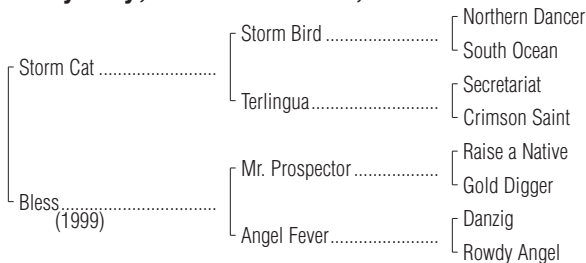 Northern Dancer
Storm Bird ......................
South Ocean
Storm Cat .......................
Secretariat
Terlingua.........................
Crimson Saint
Raise a Native
Mr. Prospector .................
Gold Digger
Bless..............................
(1999)
Danzig
Angel Fever.....................
Rowdy Angel